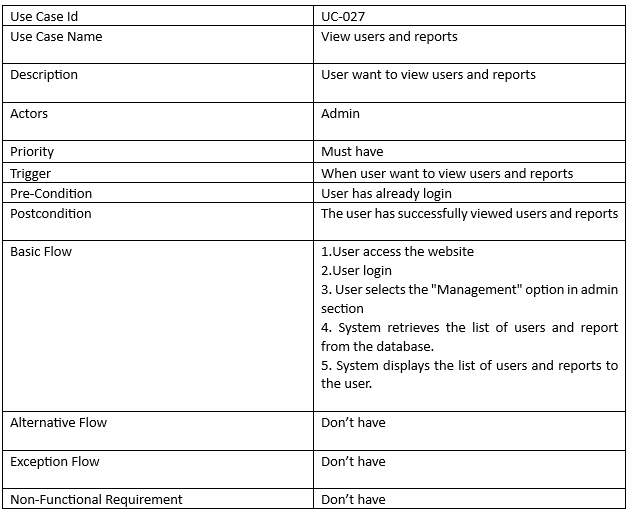 Use Case Id UC-027
Use Case Name View users and reports
Description User want to view users and reports
Actors Admin
Priority Must have
Trigger When user want to view users and reports
Pre-Condition User has already login
Postcondition The user has successfully viewed users and reports
Basic Flow 1.User access the website
2.User login
3. User selects the "Management" option in admin
section
4. System retrieves the list of users and report
from the database.
5. System displays the list of users and reports to
the user.
Alternative Flow Don’t have
Exception Flow Don’t have
Non-Functional Requirement Don’t have